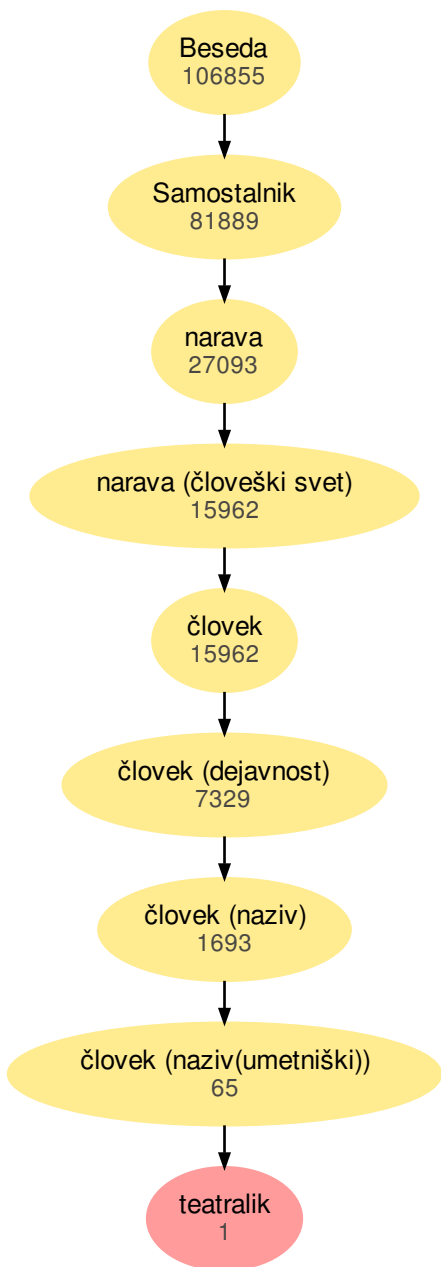 Beseda
106855
Samostalnik
81889
narava
27093
narava (človeški svet)
15962
človek
15962
človek (dejavnost)
7329
človek (naziv)
1693
človek (naziv(umetniški))
65
teatralik
1